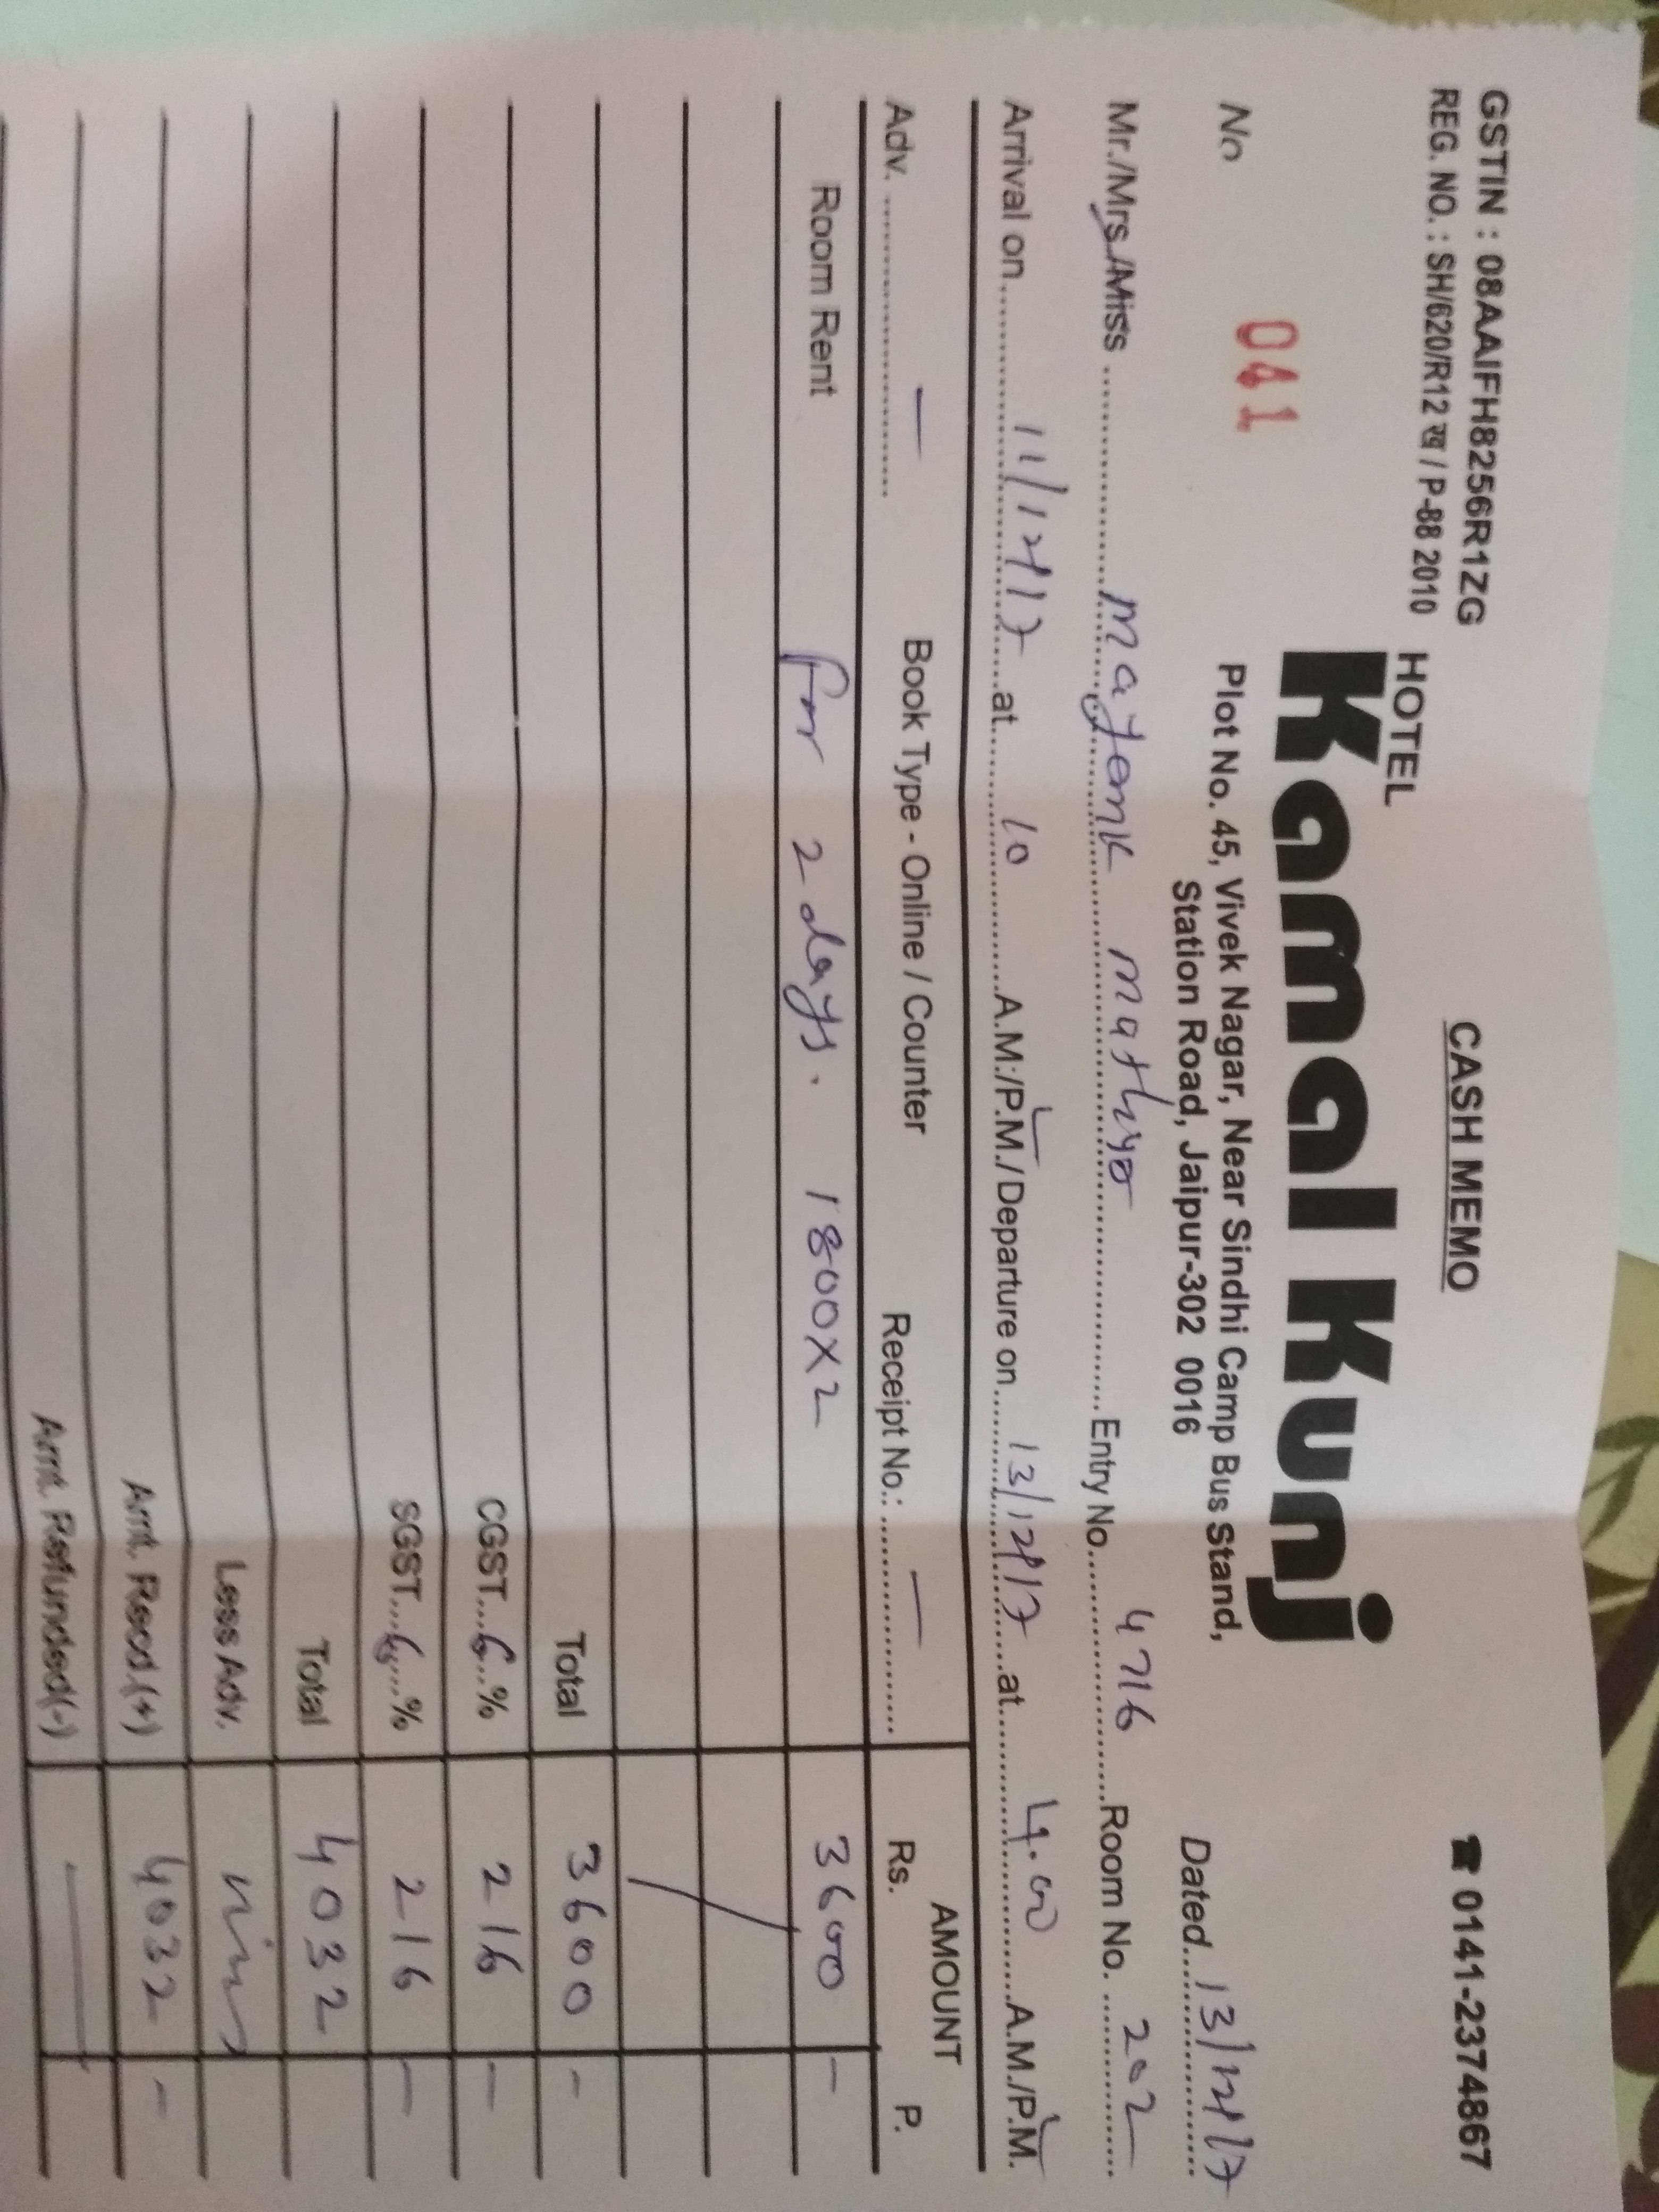 GSTIN : 08AAIFH8256R1ZG CASH MEMO ☎ 0141-2374867
REG. NO. : SH/620/R12 ख / P-88 2010
HOTEL
Kamal Kunj
Plot No. 45, Vivek Nagar, Near Sindhi Camp Bus Stand,
Station Road, Jaipur-302 0016
No 041 Dated 13/12/17
Mr./Mrs./Miss mayank mathur Entry No. 4716 Room No. 202
Arrival on 11/12/17 at 10 A.M./P.M./Departure on 13/12/17 at 4.00 A.M./P.M.
Adv. — Book Type - Online / Counter Receipt No.: — AMOUNT
Rs. P.
Room Rent for 2 days. 1800X2 3600 -
Total 3600 -
CGST 6 % 216 -
SGST 6 % 216 -
Total 4032
Less Adv.
Amt. Recd.(+) 4032 -
Amt. Refunded(-) —